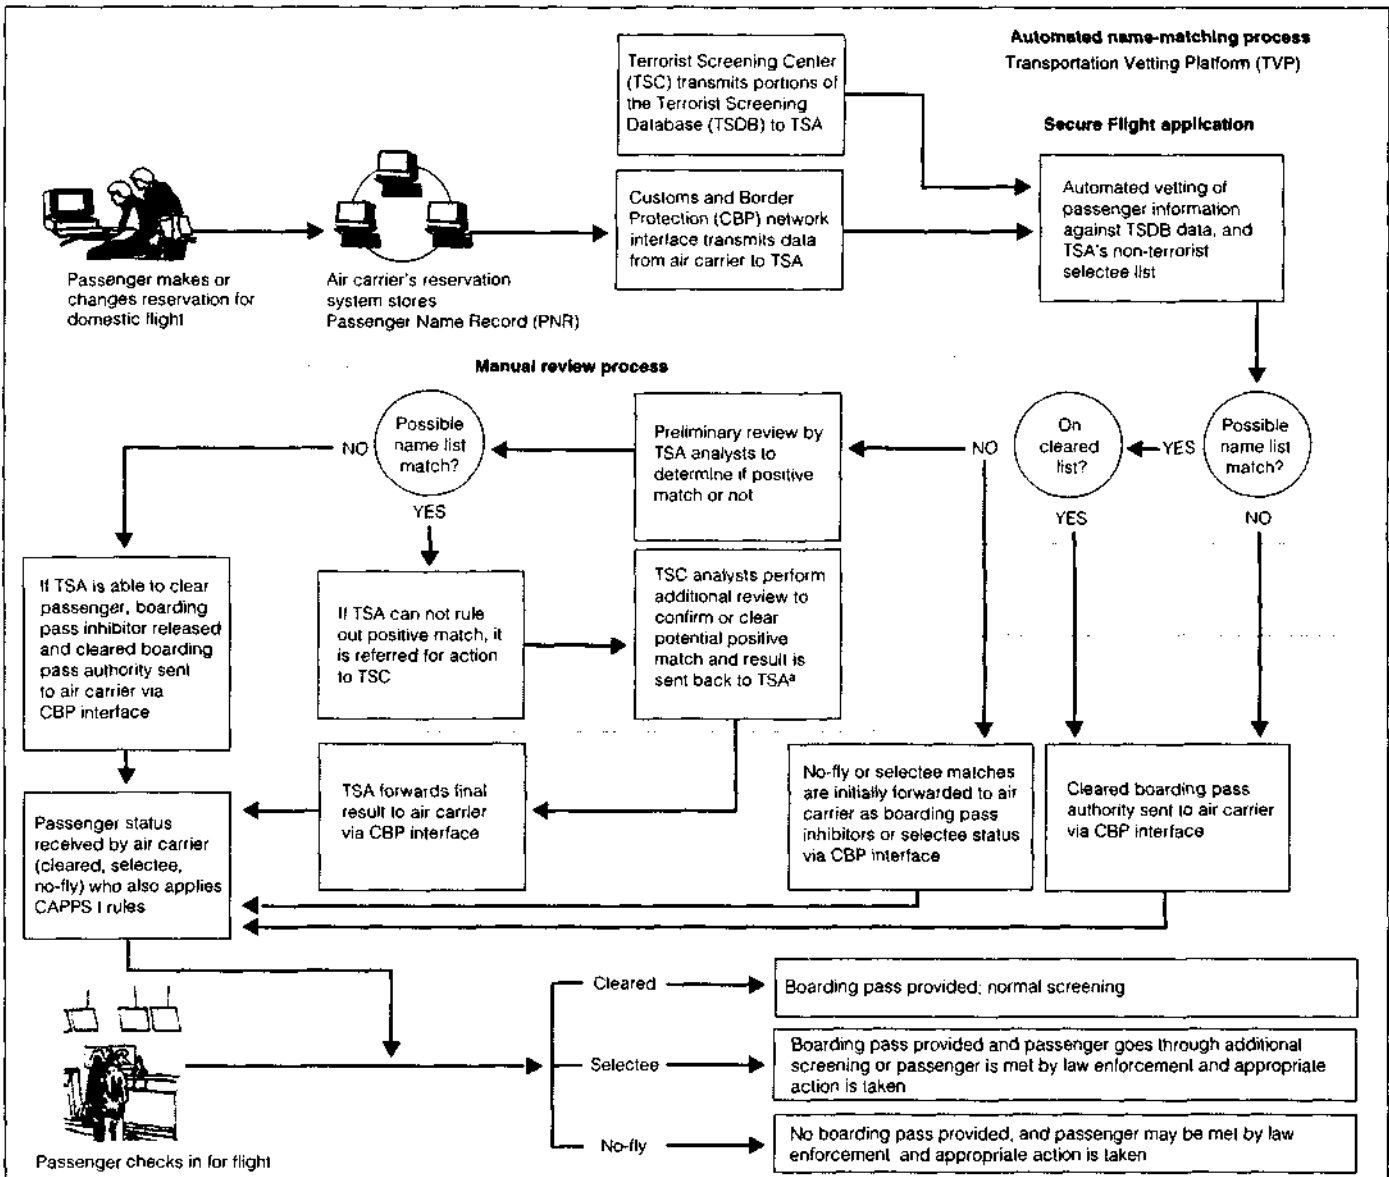 Automated name-matching process
Transportation Vetting Platform (TVP)
Terrorist Screening Center
(TSC) transmits portions of
the Terrorist Screening
Database (TSDB) to TSA
Secure Flight application
Passenger makes or
changes reservation for
domestic flight
Air carrier's reservation
system stores
Passenger Name Record (PNR)
Customs and Border
Protection (CBP) network
interface transmits data
from air carrier to TSA
Automated vetting of
passenger information
against TSDB data, and
TSA's non-terrorist
selectee list
Manual review process
Possible
name list
match?
NO
YES
Preliminary review by
TSA analysts to
determine if positive
match or not
NO
On
cleared
list?
YES
YES
Possible
name list
match?
NO
If TSA is able to clear
passenger, boarding
pass inhibitor released
and cleared boarding
pass authority sent
to air carrier via
CBP interface
If TSA can not rule
out positive match, it
is referred for action
to TSC
TSC analysts perform
additional review to
confirm or clear
potential positive
match and result is
sent back to TSAª
Passenger status
received by air carrier
(cleared, selectee,
no-fly) who also applies
CAPPS I rules
TSA forwards final
result to air carrier
via CBP interface
No-fly or selectee matches
are initially forwarded to air
carrier as boarding pass
inhibitors or selectee status
via CBP interface
Cleared boarding pass
authority sent to air carrier
via CBP interface
Passenger checks in for flight
Cleared
Boarding pass provided; normal screening
Selectee
Boarding pass provided and passenger goes through additional
screening or passenger is met by law enforcement and appropriate
action is taken
No-fly
No boarding pass provided, and passenger may be met by law
enforcement and appropriate action is taken